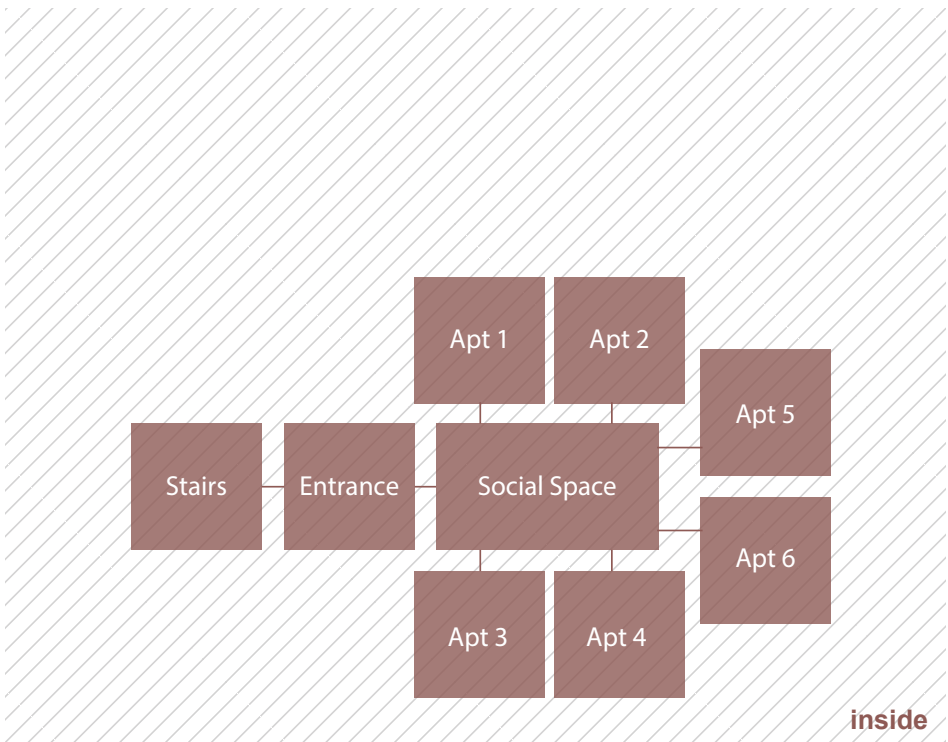 Apt 1
Apt 2
Apt 5
Stairs
Entrance
Social Space
Apt 6
Apt 3
Apt 4
inside